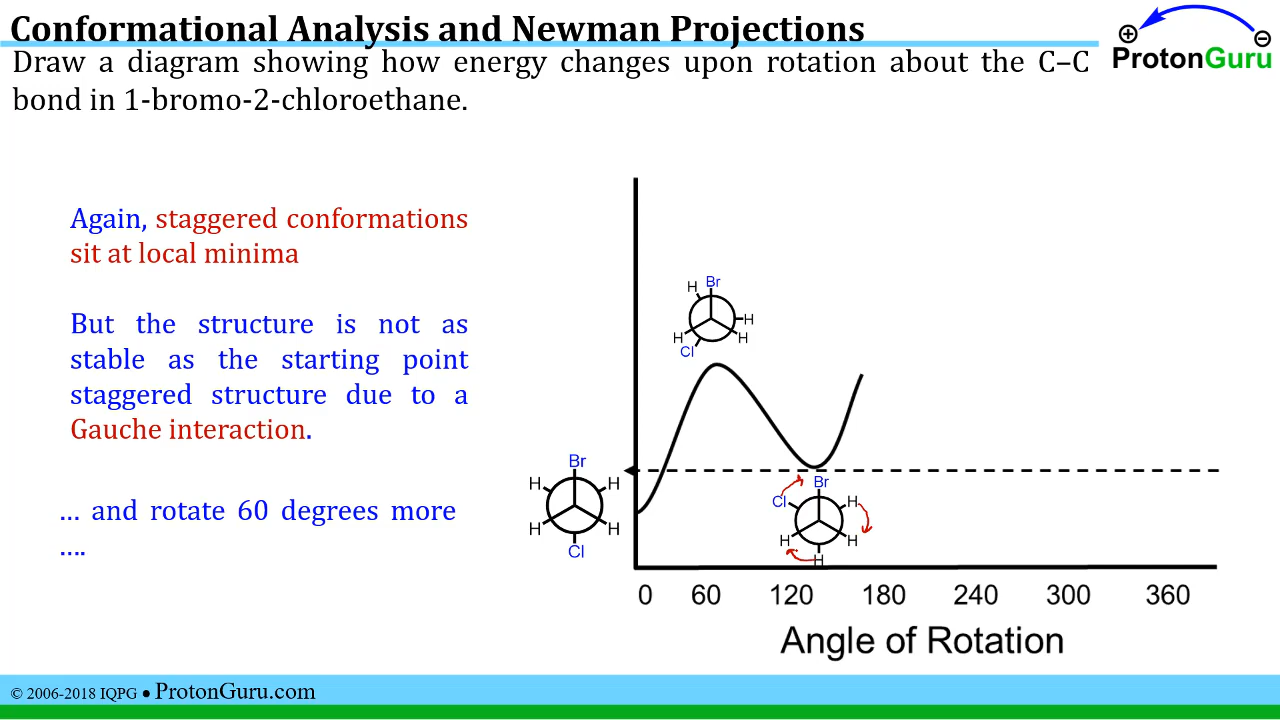 Conformational Analysis and Newman Projections
⊕ ⊖
ProtonGuru
Draw a diagram showing how energy changes upon rotation about the C–C
bond in 1-bromo-2-chloroethane.
Again, staggered conformations
sit at local minima
But the structure is not as
stable as the starting point
staggered structure due to a
Gauche interaction.
... and rotate 60 degrees more
....
H Br
H
H H
Cl
Br
H H
H H
Cl
Br
Cl H
H H
H
0 60 120 180 240 300 360
Angle of Rotation
© 2006-2018 IQPG ● ProtonGuru.com